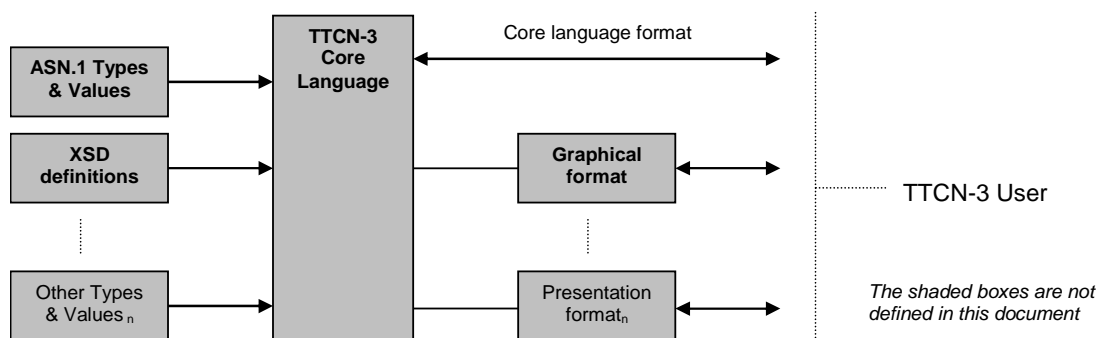 ASN.1 Types
& Values
XSD
definitions
Other Types
& Values n
TTCN-3
Core
Language
Core language format
Graphical
format
Presentation
formatn
TTCN-3 User
The shaded boxes are not
defined in this document